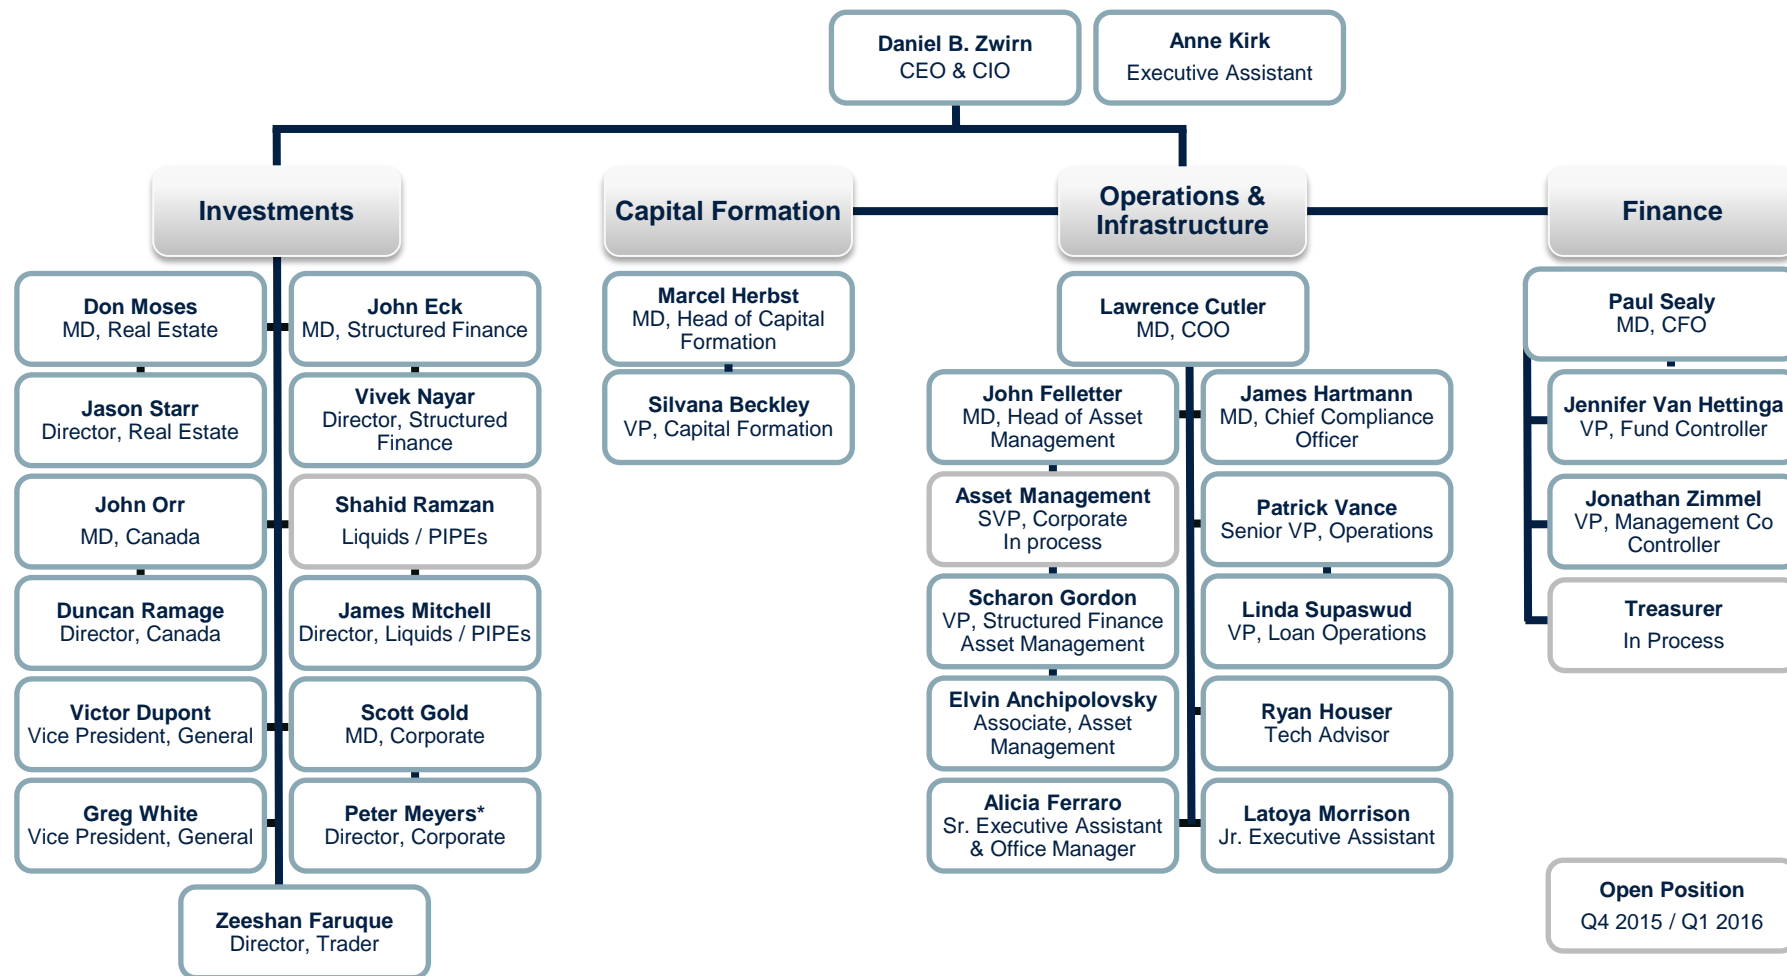 Daniel B. Zwirn
CEO & CIO
Anne Kirk
Executive Assistant
Investments
Capital Formation
Operations &
Infrastructure
Finance
Don Moses
MD, Real Estate
John Eck
MD, Structured Finance
Jason Starr
Director, Real Estate
Vivek Nayar
Director, Structured
Finance
John Orr
MD, Canada
Shahid Ramzan
Liquids / PIPEs
Duncan Ramage
Director, Canada
James Mitchell
Director, Liquids / PIPEs
Victor Dupont
Vice President, General
Scott Gold
MD, Corporate
Greg White
Vice President, General
Peter Meyers*
Director, Corporate
Zeeshan Faruque
Director, Trader
Marcel Herbst
MD, Head of Capital
Formation
Silvana Beckley
VP, Capital Formation
Lawrence Cutler
MD, COO
John Felletter
MD, Head of Asset
Management
James Hartmann
MD, Chief Compliance
Officer
Asset Management
SVP, Corporate
In process
Patrick Vance
Senior VP, Operations
Scharon Gordon
VP, Structured Finance
Asset Management
Linda Supaswud
VP, Loan Operations
Elvin Anchipolovsky
Associate, Asset
Management
Ryan Houser
Tech Advisor
Alicia Ferraro
Sr. Executive Assistant
& Office Manager
Latoya Morrison
Jr. Executive Assistant
Paul Sealy
MD, CFO
Jennifer Van Hettinga
VP, Fund Controller
Jonathan Zimmel
VP, Management Co
Controller
Treasurer
In Process
Open Position
Q4 2015 / Q1 2016